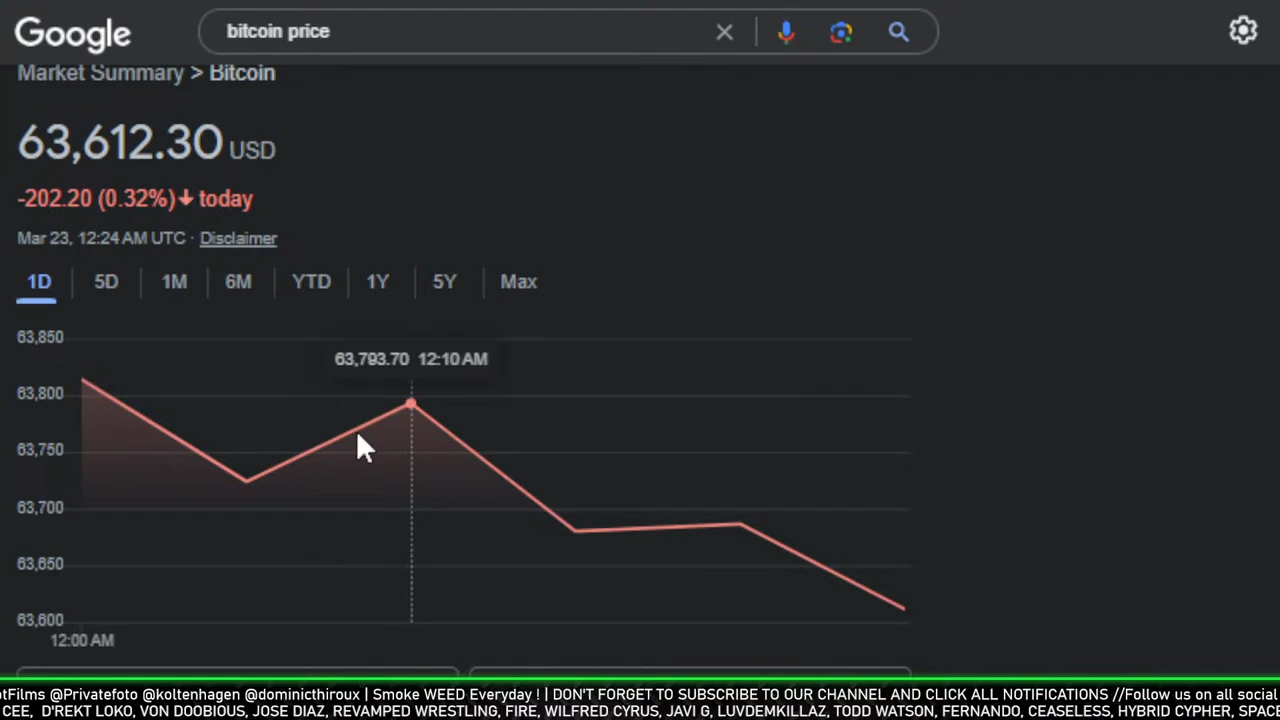 Google
bitcoin price
Market Summary > Bitcoin
63,612.30 USD
-202.20 (0.32%)↓ today
Mar 23, 12:24 AM UTC · Disclaimer
1D 5D 1M 6M YTD 1Y 5Y Max
63,850
63,793.70 12:10 AM
63,800
63,750
63,700
63,650
63,600
12:00 AM
otFilms @Privatefoto @koltenhagen @dominicthiroux | Smoke WEED Everyday ! | DON'T FORGET TO SUBSCRIBE TO OUR CHANNEL AND CLICK ALL NOTIFICATIONS //Follow us on all social
CEE, D'REKT LOKO, VON DOOBIOUS, JOSE DIAZ, REVAMPED WRESTLING, FIRE, WILFRED CYRUS, JAVI G, LUVDEMKILLAZ, TODD WATSON, FERNANDO, CEASELESS, HYBRID CYPHER, SPACE